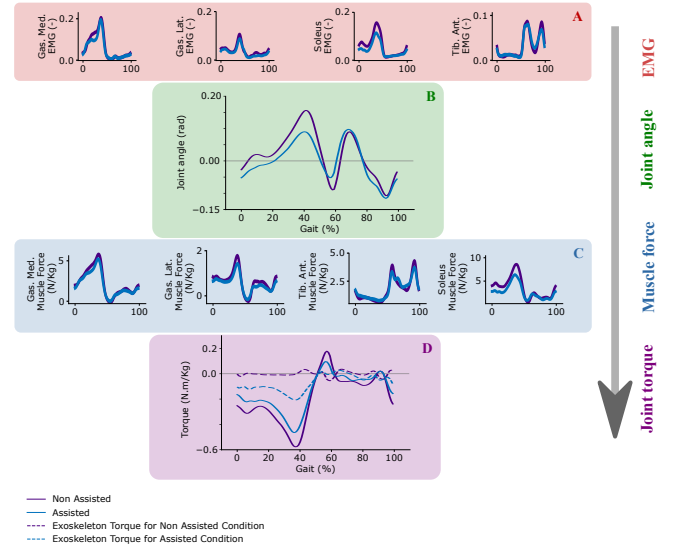 A
Gas. Med.
EMG (-)
0.2
0.0
0
100
Gas. Lat.
EMG (-)
0.2
0.0
0
100
Soleus
EMG (-)
0.2
0.0
0
100
Tib. Ant.
EMG (-)
0.1
0.0
0
100
EMG
B
Joint angle (rad)
0.20
0.00
−0.15
0
20
40
60
80
100
Gait (%)
Joint angle
C
Gas. Med.
Muscle Force
(N/Kg)
5
0
0
100
Gas. Lat.
Muscle Force
(N/Kg)
2
0
0
100
Tib. Ant.
Muscle Force
(N/Kg)
5.0
2.5
0
100
Soleus
Muscle Force
(N/Kg)
10
5
0
100
Muscle force
D
Torque (N.m/Kg)
0.2
0.0
−0.6
0
20
40
60
80
100
Gait (%)
Joint torque
Non Assisted
Assisted
Exoskeleton Torque for Non Assisted Condition
Exoskeleton Torque for Assisted Condition